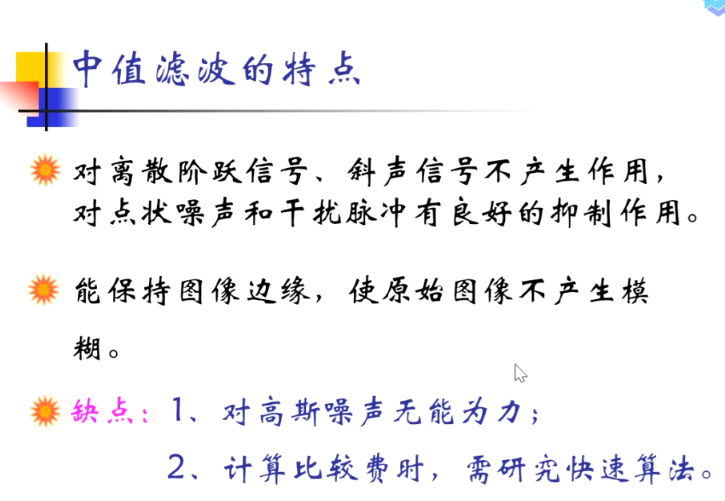 中值滤波的特点
对离散阶跃信号、斜声信号不产生作用，
对点状噪声和干扰脉冲有良好的抑制作用。
能保持图像边缘，使原始图像不产生模
糊。
缺点：1、对高斯噪声无能为力；
2、计算比较费时，需研究快速算法。